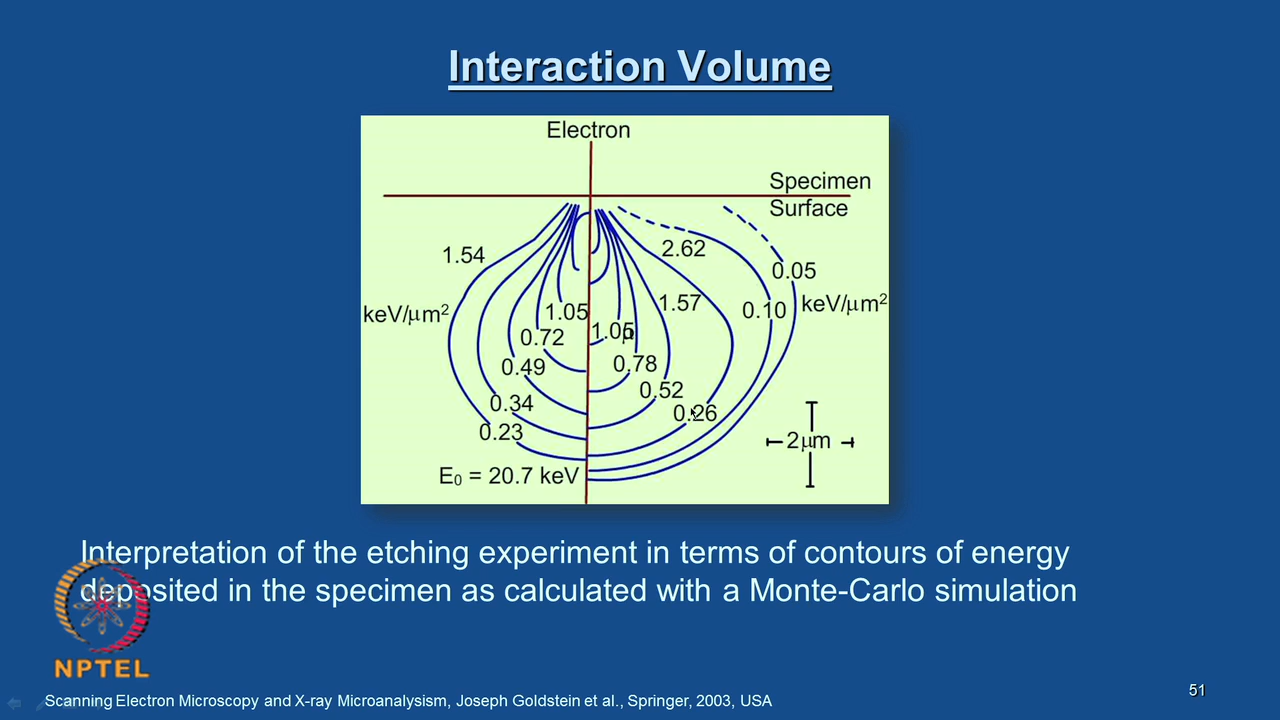 Interaction Volume
Electron
Specimen
Surface
1.54
2.62
0.05
keV/μm²
1.57
0.10
keV/μm²
1.05
0.72
1.05
0.49
0.78
0.34
0.52
0.26
0.23
2μm
E₀ = 20.7 keV
Interpretation of the etching experiment in terms of contours of energy
deposited in the specimen as calculated with a Monte-Carlo simulation
NPTEL
Scanning Electron Microscopy and X-ray Microanalysism, Joseph Goldstein et al., Springer, 2003, USA
51